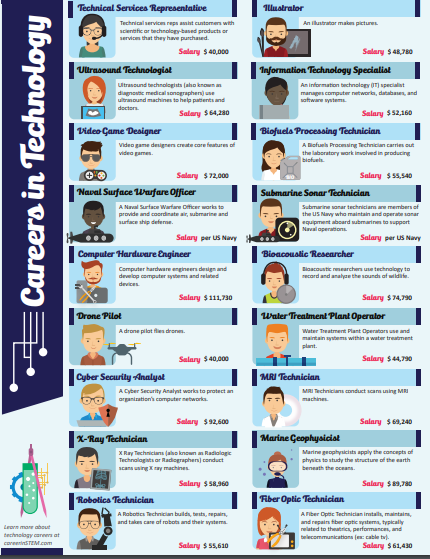 Careers in Technology
Technical Services Representative
Technical services reps assist customers with
scientific or technology-based products or
services that they have purchased.
Salary $ 40,000
Ultrasound Technologist
Ultrasound technologists (also known as
diagnostic medical sonographers) use
ultrasound machines to help patients and
doctors.
Salary $ 64,280
Video Game Designer
Video game designers create core features of
video games.
Salary $ 72,000
Naval Surface Warfare Officer
A Naval Surface Warfare Officer works to
provide and coordinate air, submarine and
surface ship defense.
Salary per US Navy
Computer Hardware Engineer
Computer hardware engineers design and
develop computer systems and related
devices.
Salary $ 111,730
Drone Pilot
A drone pilot flies drones.
Salary $ 40,000
Cyber Security Analyst
A Cyber Security Analyst works to protect an
organization's computer networks.
Salary $ 92,600
X-Ray Technician
X Ray Technicians (also known as Radiologic
Technologists or Radiographers) conduct
scans using X ray machines.
Salary $ 58,960
Robotics Technician
A Robotics Technician builds, tests, repairs,
and takes care of robots and their systems.
Salary $ 55,610
Illustrator
An illustrator makes pictures.
Salary $ 48,780
Information Technology Specialist
An information technology (IT) specialist
manages computer networks, databases, and
software systems.
Salary $ 52,160
Biofuels Processing Technician
A Biofuels Processing Technician carries out
the laboratory work involved in producing
biofuels.
Salary $ 55,540
Submarine Sonar Technician
Submarine sonar technicians are members of
the US Navy who maintain and operate sonar
equipment aboard submarines to support
Naval operations.
Salary per US Navy
Bioacoustic Researcher
Bioacoustic researchers use technology to
record and analyze the sounds of wildlife.
Salary $ 74,790
Water Treatment Plant Operator
Water Treatment Plant Operators use and
maintain systems within a water treatment
plant.
Salary $ 44,790
MRI Technician
MRI Technicians conduct scans using MRI
machines.
Salary $ 69,240
Marine Geophysicist
Marine geophysicists apply the concepts of
physics to study the structure of the earth
beneath the oceans.
Salary $ 89,780
Fiber Optic Technician
A Fiber Optic Technician installs, maintains,
and repairs fiber optic systems, typically
related to theatrics, performances, and
telecommunications (ex: cable tv).
Salary $ 61,430
Learn more about
technology careers at
careersinSTEM.com